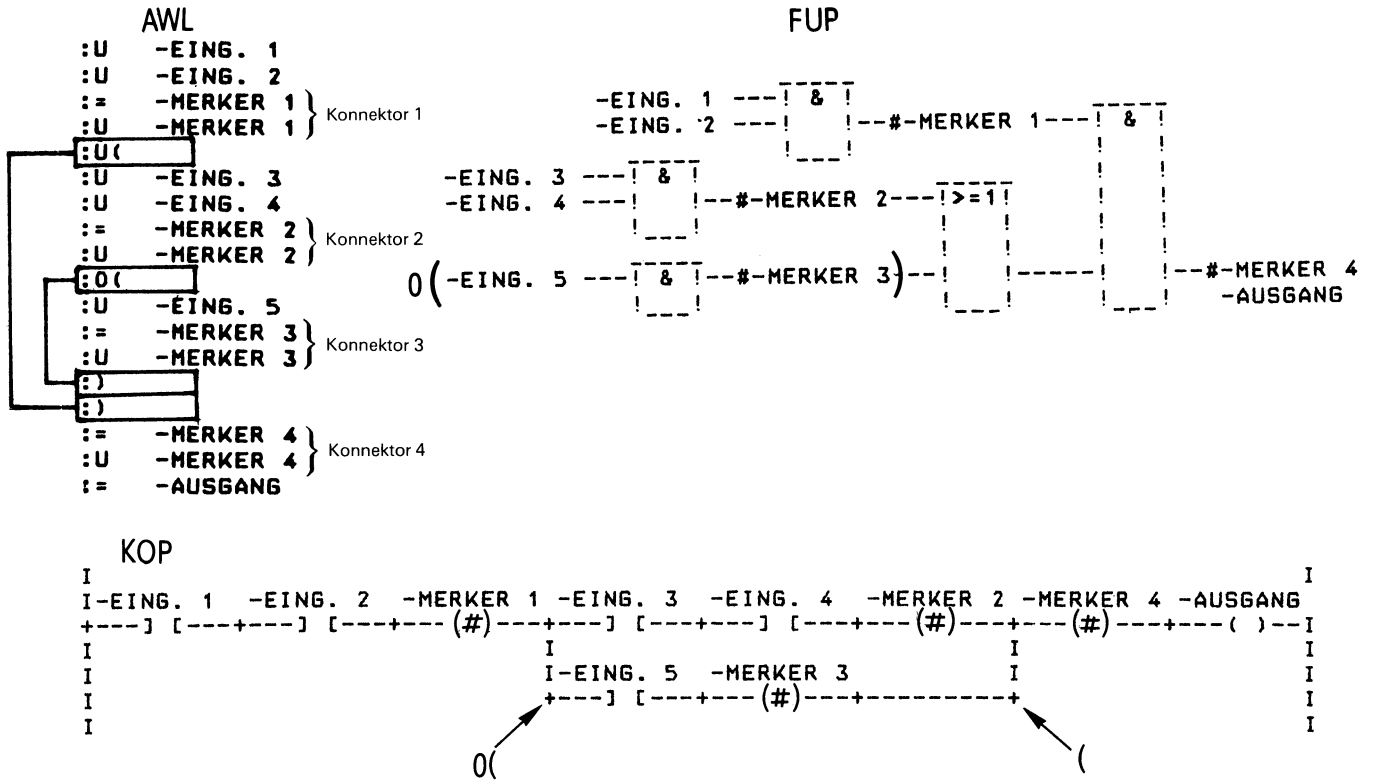 AWL
:U -EING. 1
:U -EING. 2
:= -MERKER 1
:U -MERKER 1
Konnektor 1
:U(
:U -EING. 3
:U -EING. 4
:= -MERKER 2
:U -MERKER 2
Konnektor 2
:O(
:U -EING. 5
:= -MERKER 3
:U -MERKER 3
Konnektor 3
:)
:)
:= -MERKER 4
:U -MERKER 4
Konnektor 4
:= -AUSGANG
FUP
-EING. 1 ---! & !
-EING. 2 ---! !--#-MERKER 1---! & !
-EING. 3 ---! & !
-EING. 4 ---! !--#-MERKER 2---!>=1!
O(-EING. 5 ---! & !--#-MERKER 3)--! !-----! !--#-MERKER 4
-AUSGANG
KOP
I I
I-EING. 1 -EING. 2 -MERKER 1 -EING. 3 -EING. 4 -MERKER 2 -MERKER 4 -AUSGANG I
+---] [---+---] [---+---(#)---+---] [---+---] [---+---(#)---+---(#)---+---( )--I
I I I I
I I-EING. 5 -MERKER 3 I I
I +---] [---+---(#)---+---------+ I
I I
O( (